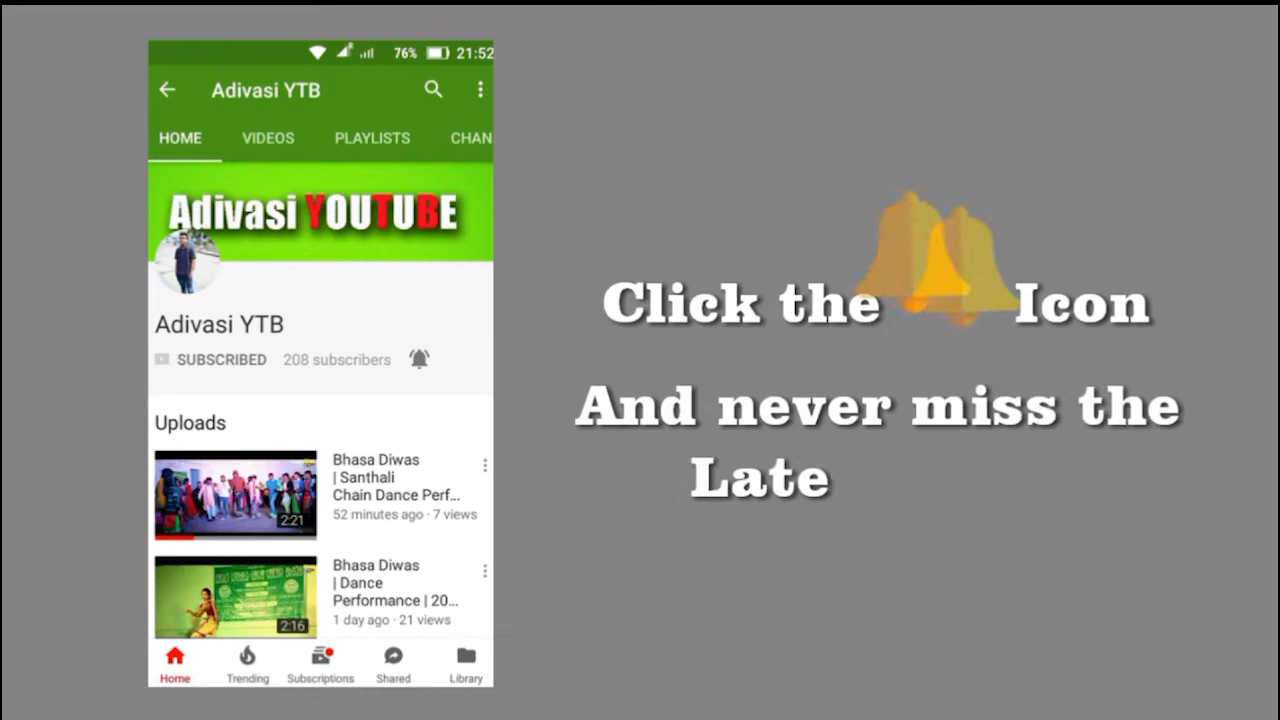 76% 21:52
Adivasi YTB
HOME VIDEOS PLAYLISTS CHAN
Adivasi YOUTUBE
Adivasi YTB
SUBSCRIBED 208 subscribers
Uploads
Bhasa Diwas
| Santhali
Chain Dance Perf...
52 minutes ago · 7 views
2:21
Bhasa Diwas
| Dance
Performance | 20...
1 day ago · 21 views
2:16
Home Trending Subscriptions Shared Library
Click the Icon
And never miss the
Late